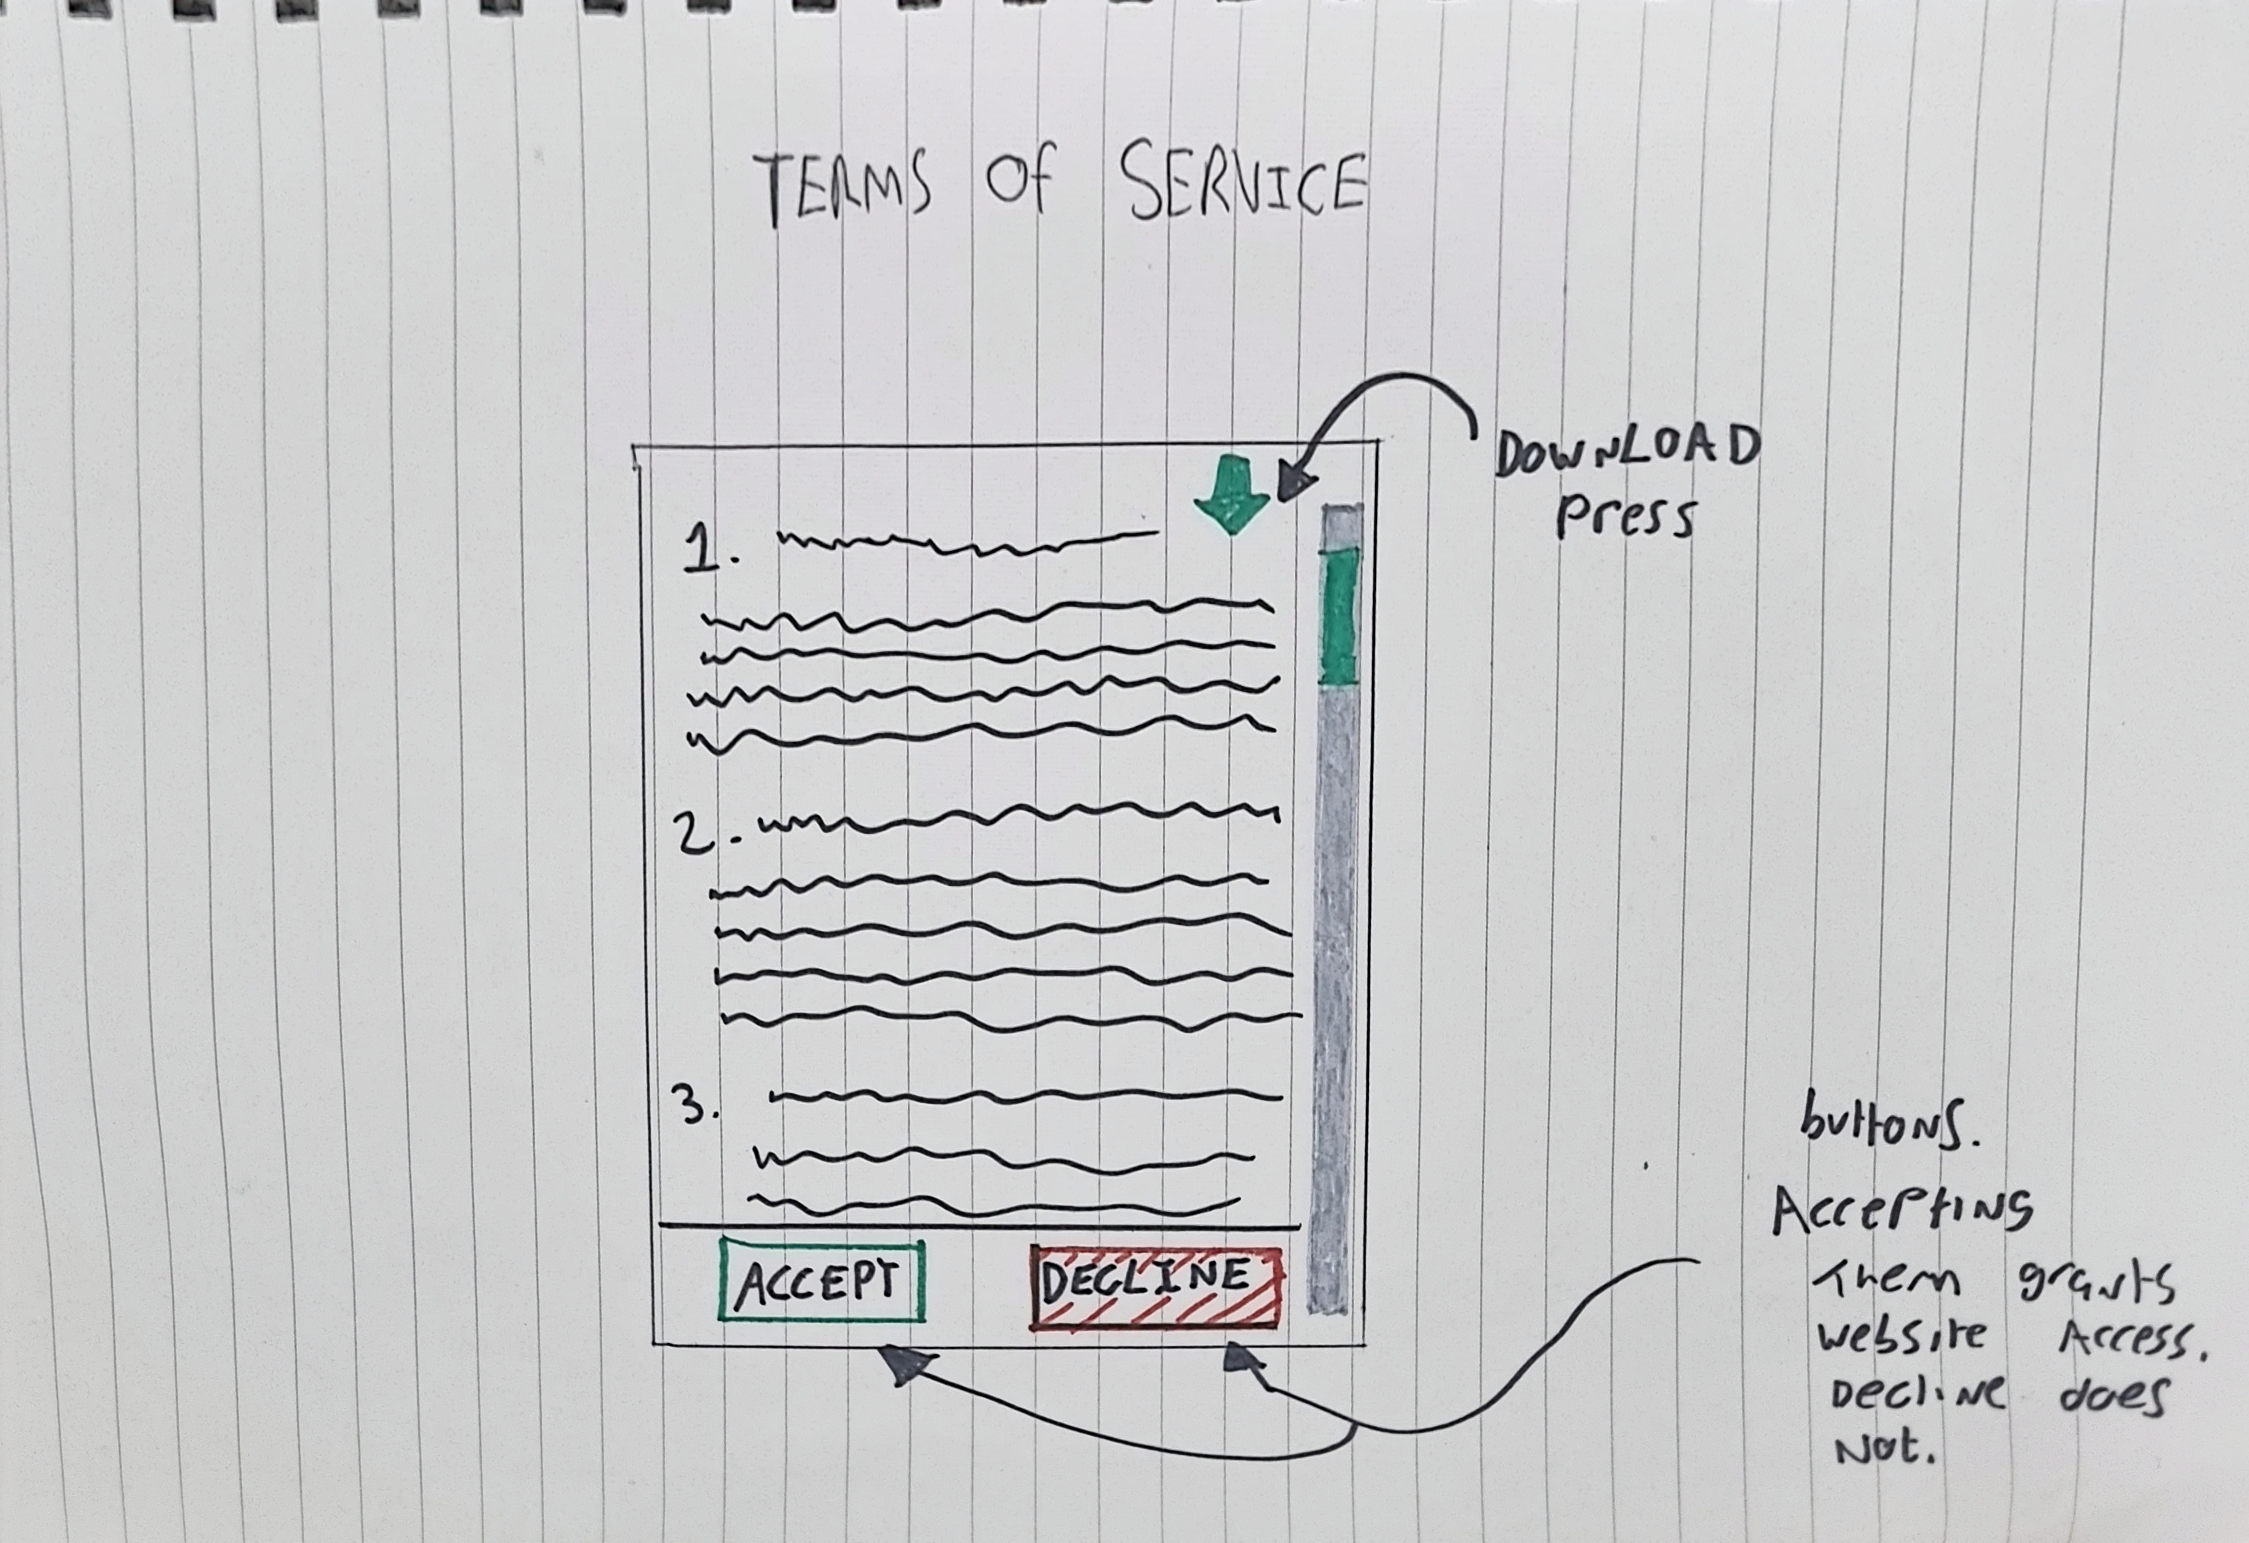 TERMS Of SERVICE
DOWNLOAD
Press
1.
2.
3.
ACCEPT
DECLINE
buttons.
Accepting
Them grants
website Access.
Decline does
Not.